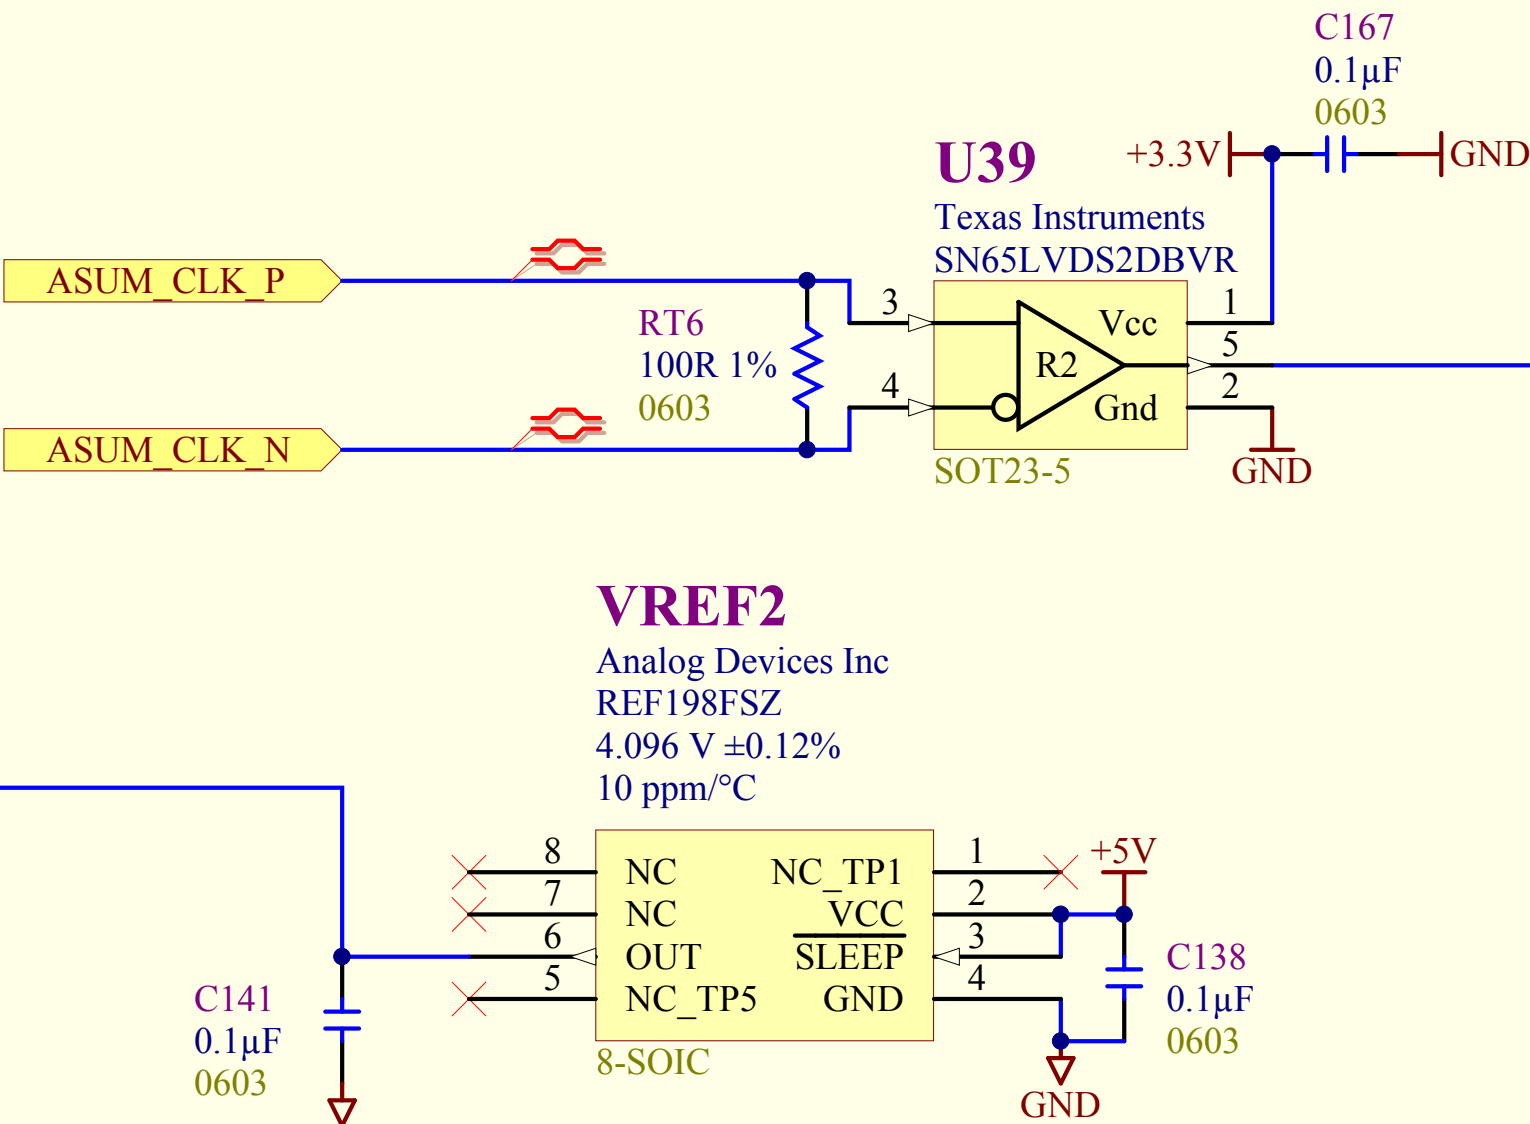 C167
0.1µF
0603
+3.3V
GND
U39
Texas Instruments
SN65LVDS2DBVR
ASUM_CLK_P
ASUM_CLK_N
RT6
100R 1%
0603
3
4
R2
Vcc
Gnd
1
5
2
GND
SOT23-5
VREF2
Analog Devices Inc
REF198FSZ
4.096 V ±0.12%
10 ppm/°C
8
7
6
5
NC
NC
OUT
NC_TP5
NC_TP1
VCC
SLEEP
GND
1
2
3
4
+5V
C138
0.1µF
0603
GND
8-SOIC
C141
0.1µF
0603